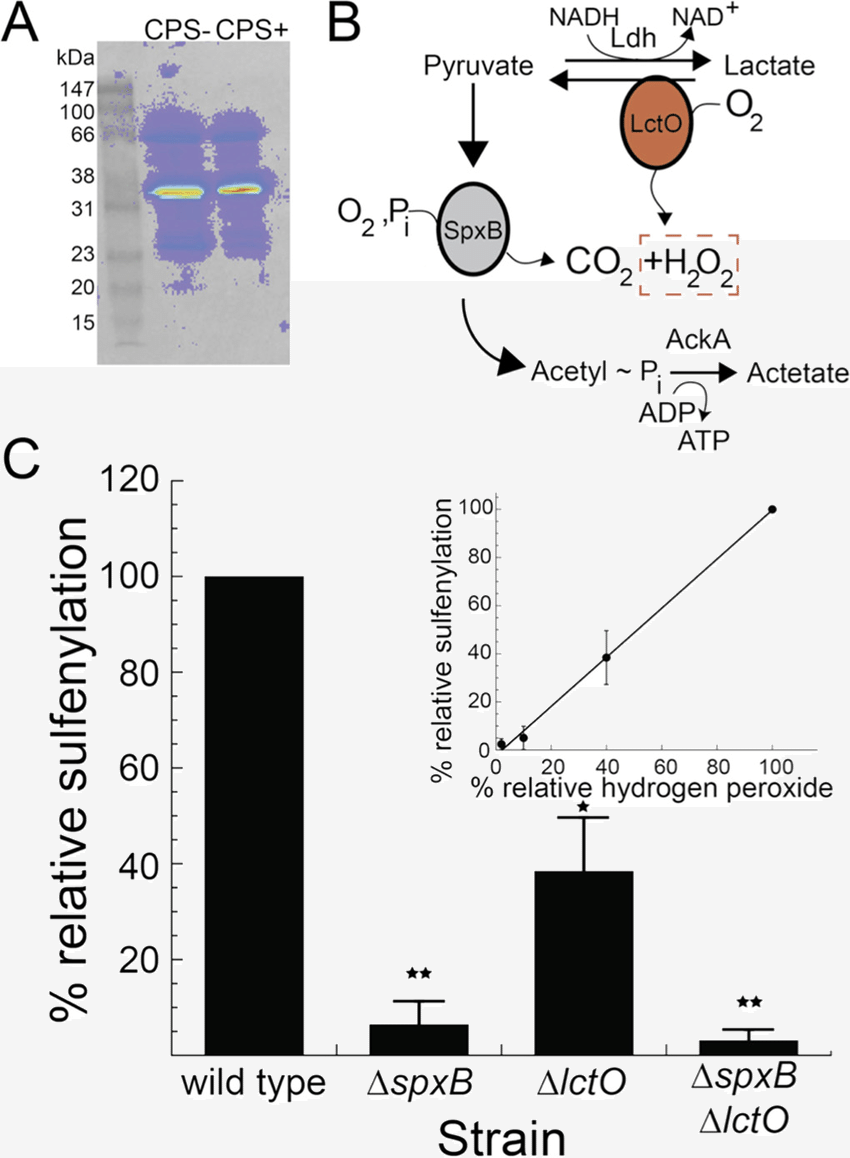 A
CPS- CPS+
kDa
147
100
66
38
31
23
20
15
B
NADH NAD+
Ldh
Pyruvate Lactate
LctO O2
O2 ,Pi SpxB
CO2 +H2O2
AckA
Acetyl ~ Pi Actetate
ADP
ATP
C
% relative sulfenylation
120
100
80
60
40
20
**
*
**
wild type ΔspxB ΔlctO ΔspxB
ΔlctO
Strain
% relative sulfenylation
100
80
60
40
20
0
0 20 40 60 80 100
% relative hydrogen peroxide